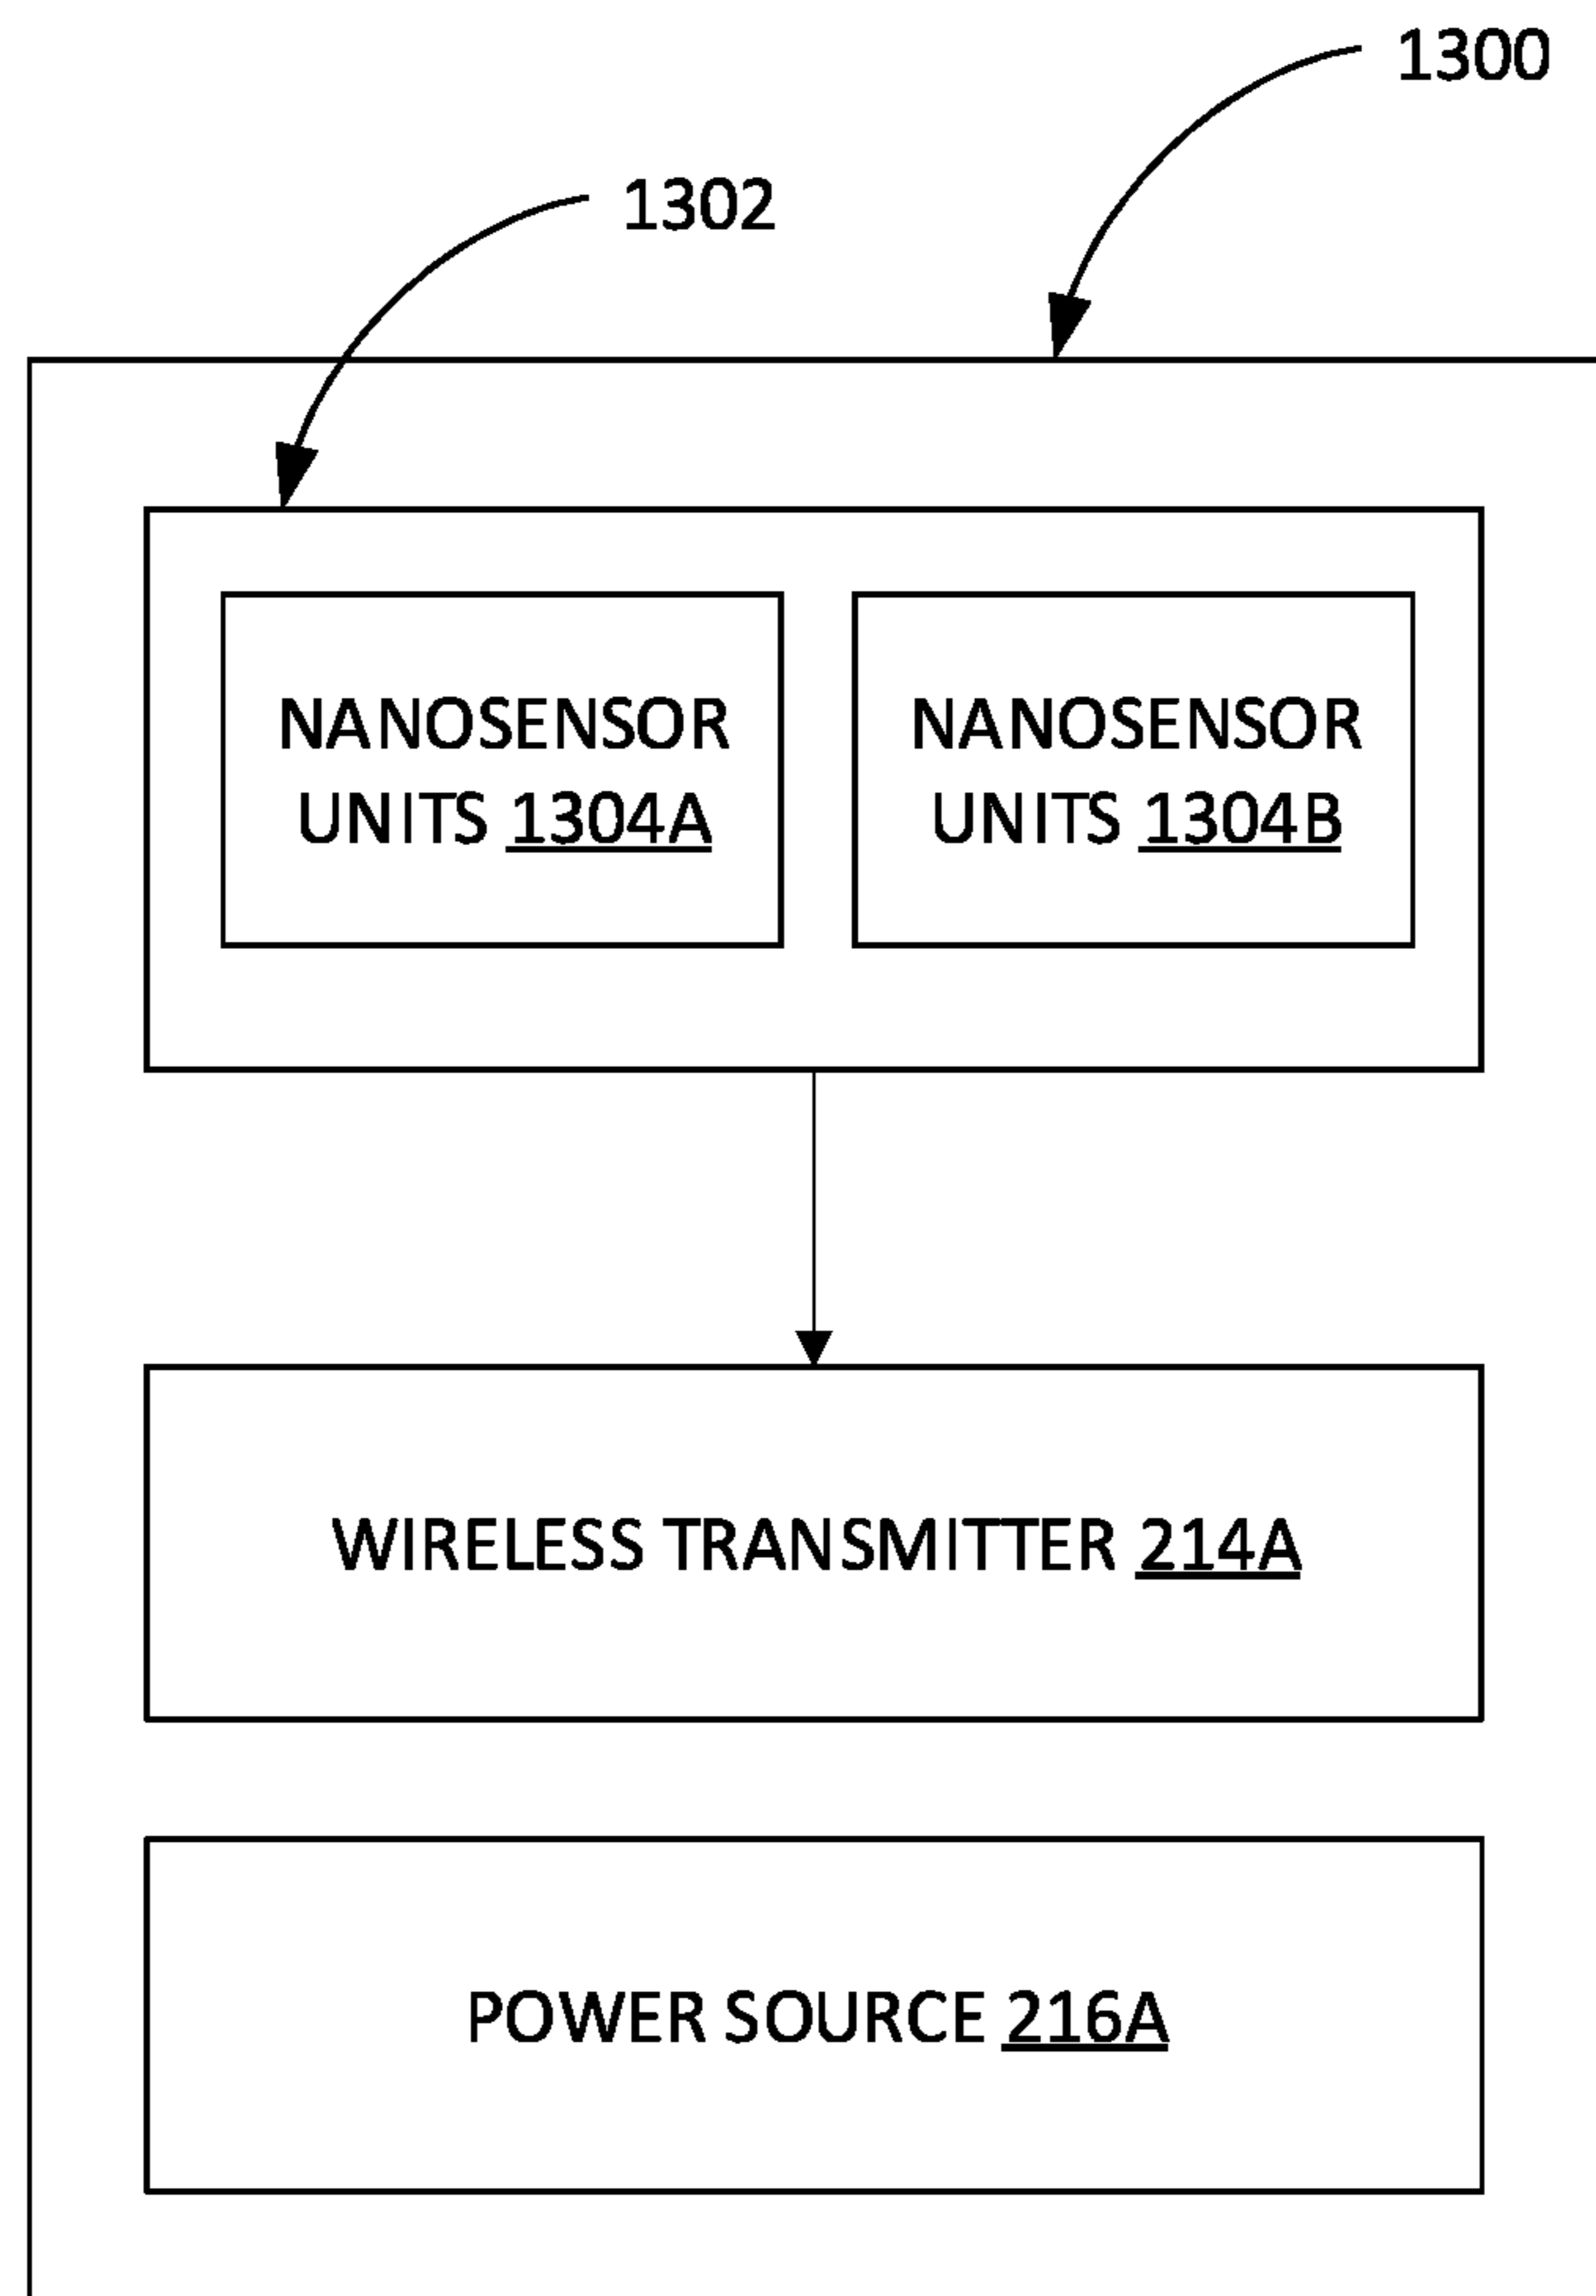 1300
1302
NANOSENSOR
UNITS 1304A
NANOSENSOR
UNITS 1304B
WIRELESS TRANSMITTER 214A
POWER SOURCE 216A